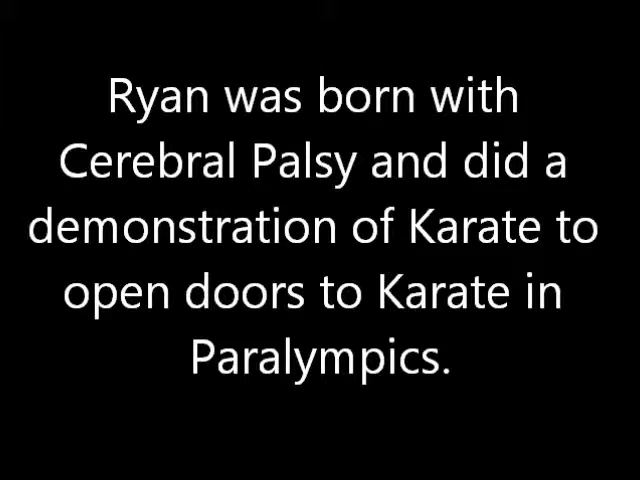 Ryan was born with
Cerebral Palsy and did a
demonstration of Karate to
open doors to Karate in
Paralympics.